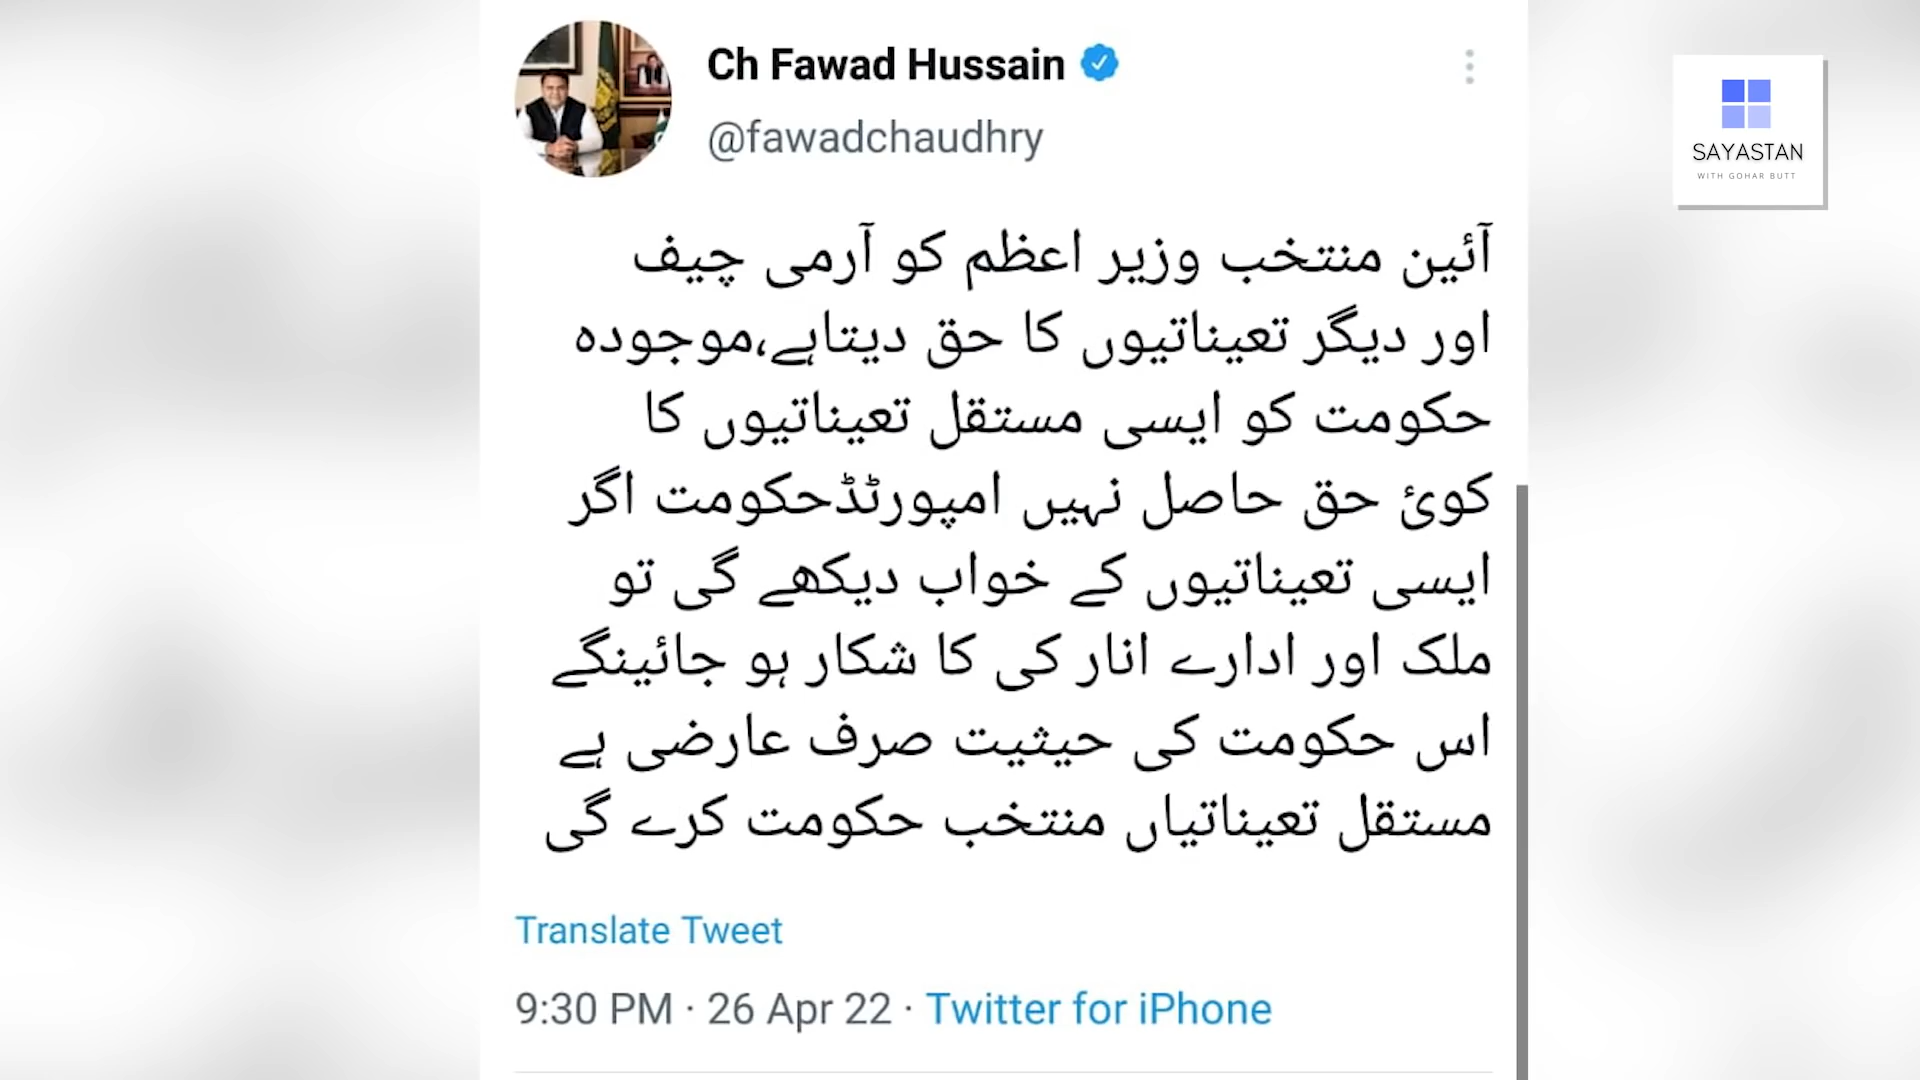 Ch Fawad Hussain
@fawadchaudhry
SAYASTAN
WITH GOHAR BUTT
آئین منتخب وزیر اعظم کو آرمی چیف
اور دیگر تعیناتیوں کا حق دیتاہے،موجودہ
حکومت کو ایسی مستقل تعیناتیوں کا
کوئ حق حاصل نہیں امپورٹڈحکومت اگر
ایسی تعیناتیوں کے خواب دیکھے گی تو
ملک اور ادارے انار کی کا شکار ہو جائینگے
اس حکومت کی حیثیت صرف عارضی ہے
مستقل تعیناتیاں منتخب حکومت کرے گی
Translate Tweet
9:30 PM · 26 Apr 22 · Twitter for iPhone